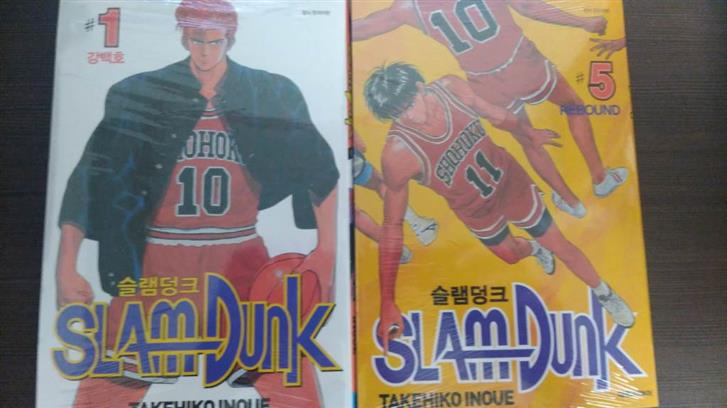 #1
강백호
SHOHOKU
10
슬램덩크
SLAM DUNK
TAKEHIKO INOUE
10
#5
REBOUND
SHOHOKU
11
슬램덩크
SLAM DUNK
TAKEHIKO INOUE